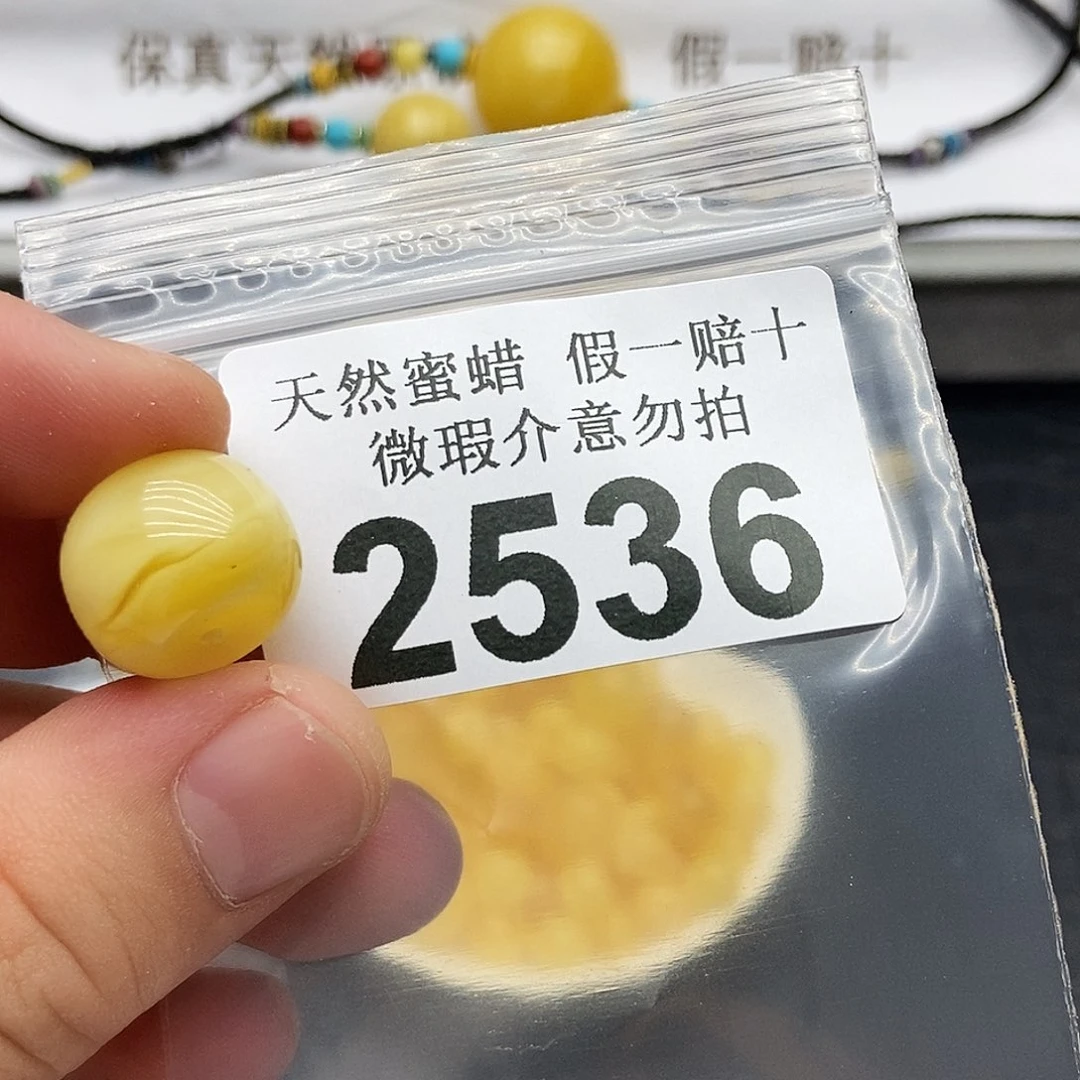 保真天然 假一赔十
天然蜜蜡 假一赔十
微瑕介意勿拍
2536